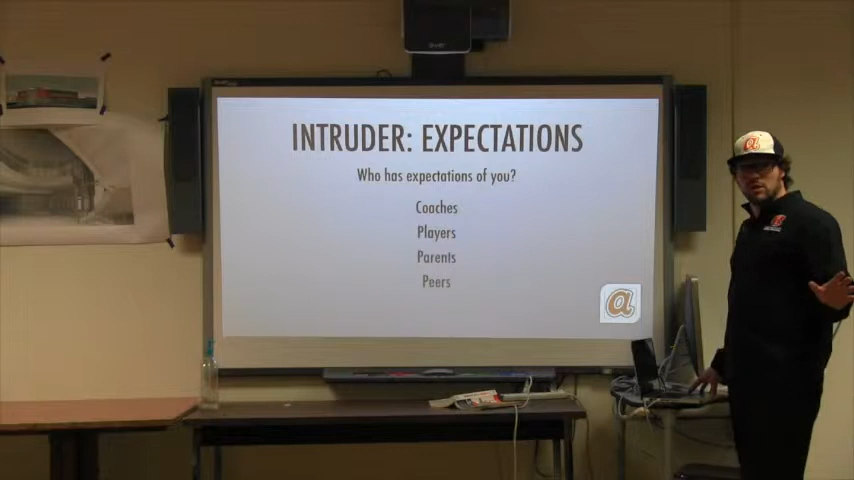 INTRUDER: EXPECTATIONS
Who has expectations of you?
Coaches
Players
Parents
Peers
a
a